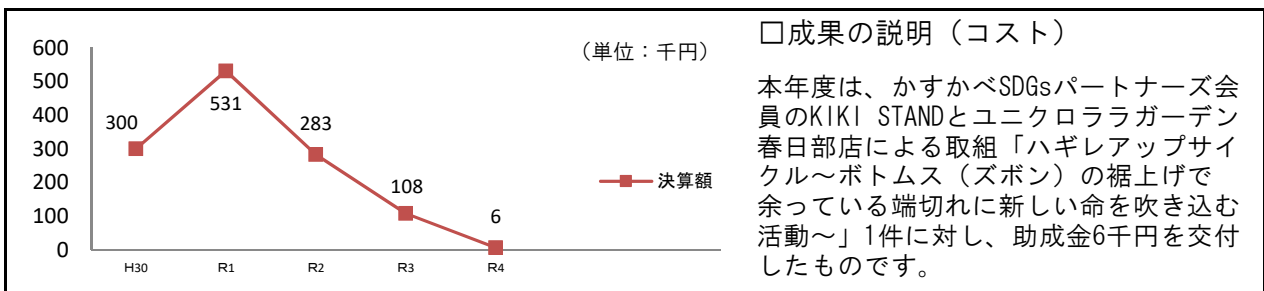 600
500
400
300
200
100
0
（単位：千円）
300
531
283
108
6
決算額
H30
R1
R2
R3
R4
□成果の説明（コスト）
本年度は、かすかべSDGsパートナーズ会
員のKIKI STANDとユニクロララガーデン
春日部店による取組「ハギレアップサイ
クル～ボトムス（ズボン）の裾上げで
余っている端切れに新しい命を吹き込む
活動～」1件に対し、助成金6千円を交付
したものです。